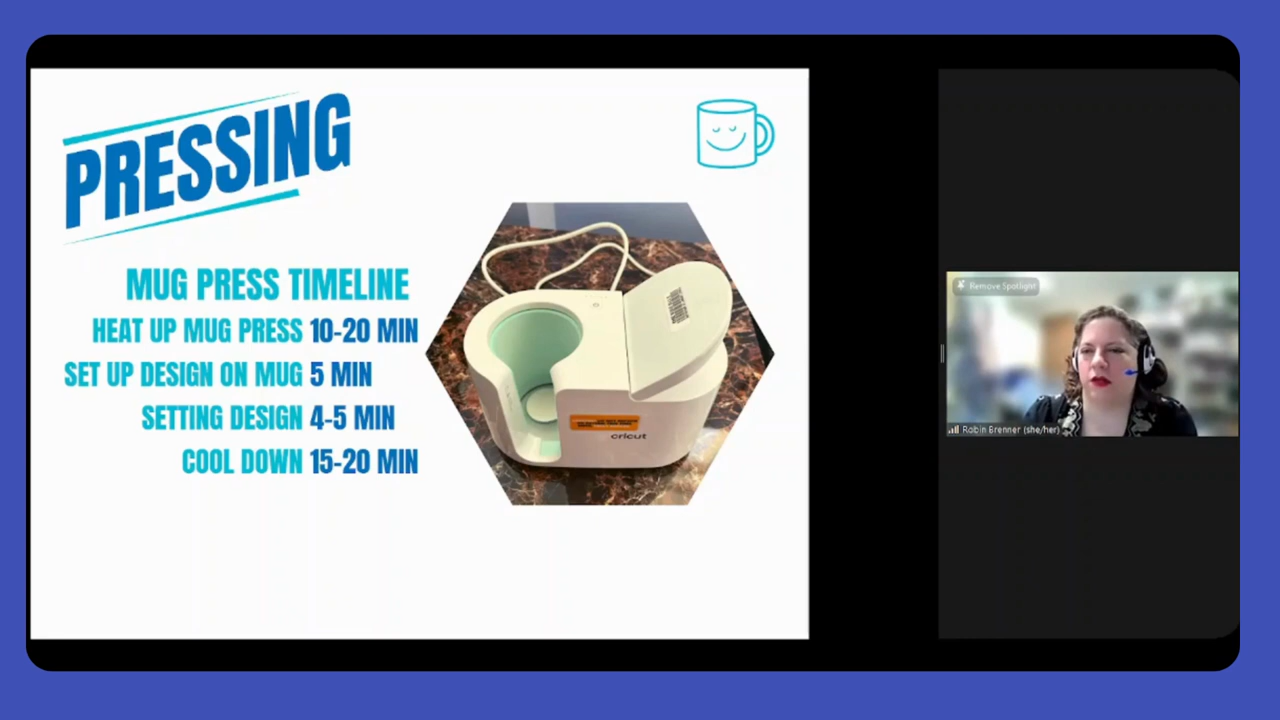 PRESSING
MUG PRESS TIMELINE
HEAT UP MUG PRESS 10-20 MIN
SET UP DESIGN ON MUG 5 MIN
SETTING DESIGN 4-5 MIN
COOL DOWN 15-20 MIN
cricut
Remove Spotlight
Robin Brenner (she/her)